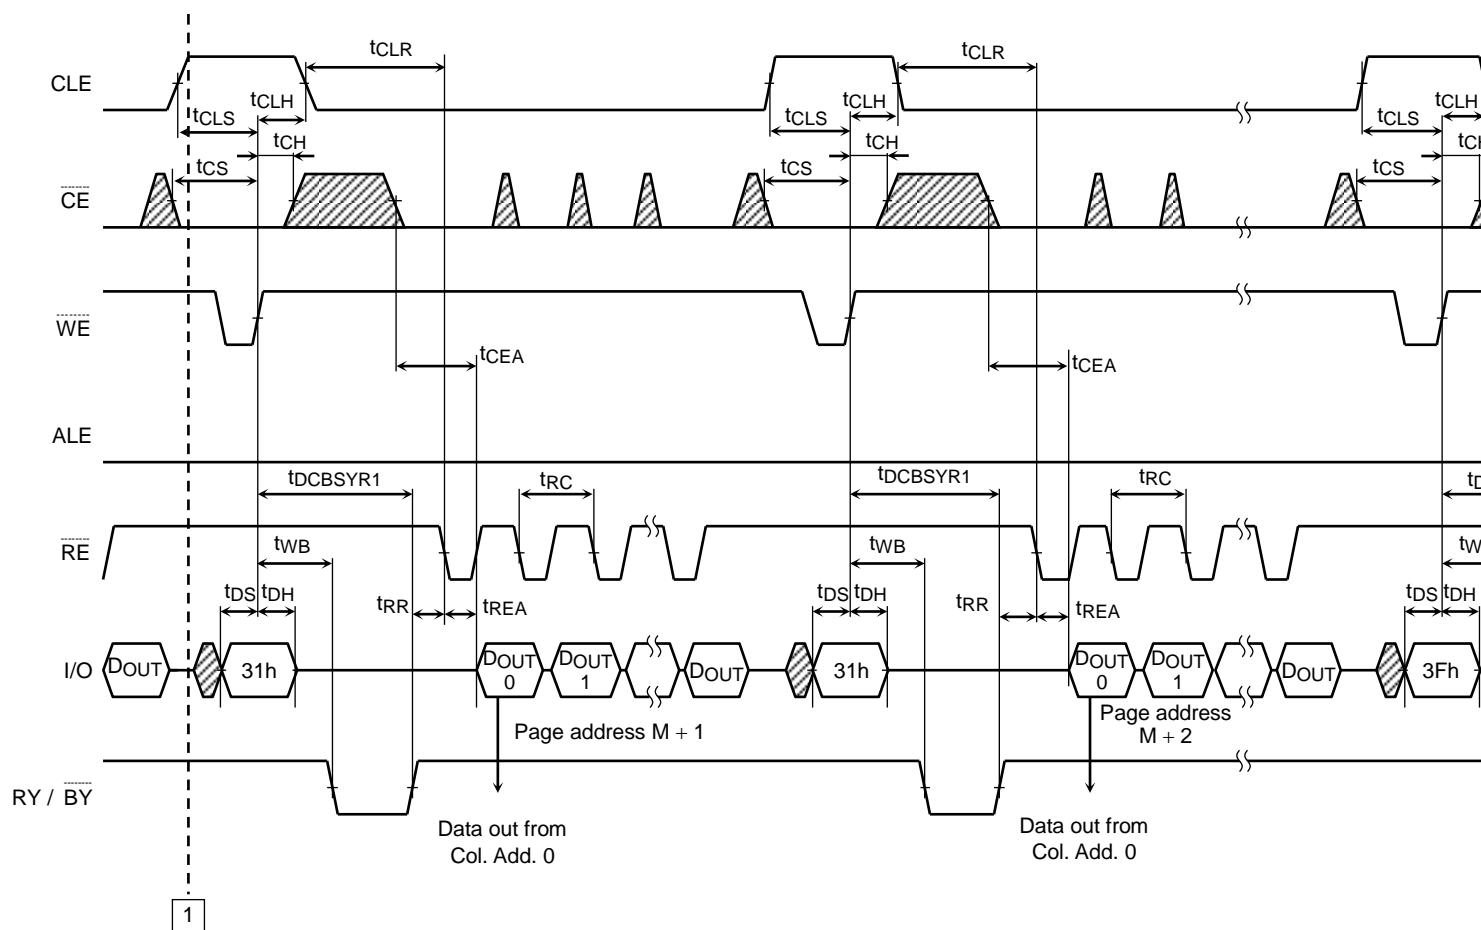 tCLR
tCLR
CLE
tCLH
tCLH
tCLH
tCLS
tCLS
tCLS
tCH
tCH
tCH
tCS
tCS
tCS
CE
WE
tCEA
tCEA
ALE
tDCBSYR1
tRC
tDCBSYR1
tRC
tD
RE
tWB
tWB
tW
tDS tDH
tRR
tREA
tDS tDH
tRR
tREA
tDS tDH
I/O
DOUT
31h
DOUT
0
DOUT
1
DOUT
31h
DOUT
0
DOUT
1
DOUT
3Fh
Page address M + 1
Page address
M + 2
RY / BY
Data out from
Col. Add. 0
Data out from
Col. Add. 0
1